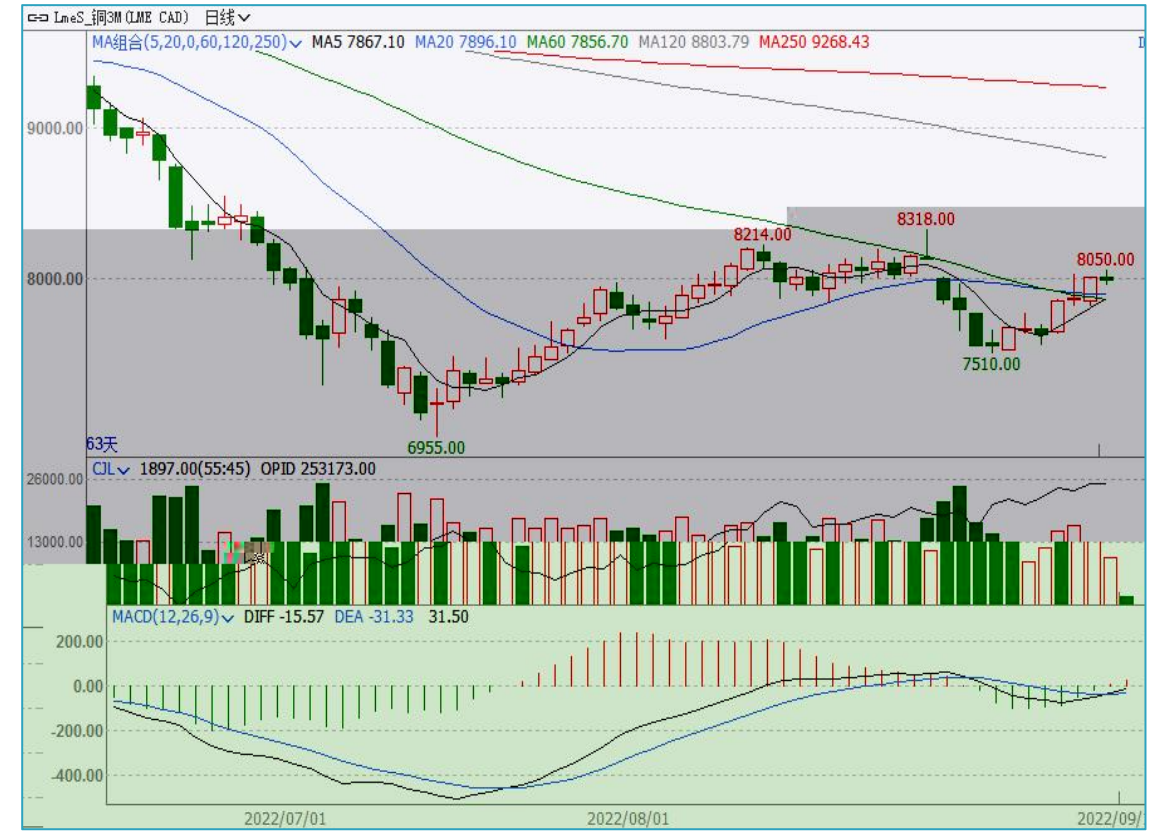 LmeS_铜3M(LME CAD) 日线
MA组合(5,20,0,60,120,250) MA5 7867.10 MA20 7896.10 MA60 7856.70 MA120 8803.79 MA250 9268.43
9000.00
8318.00
8214.00
8050.00
8000.00
7510.00
6955.00
63天
CJL 1897.00(55:45) OPID 253173.00
26000.00
13000.00
MACD(12,26,9) DIFF -15.57 DEA -31.33 31.50
200.00
0.00
-200.00
-400.00
2022/07/01 2022/08/01 2022/09/